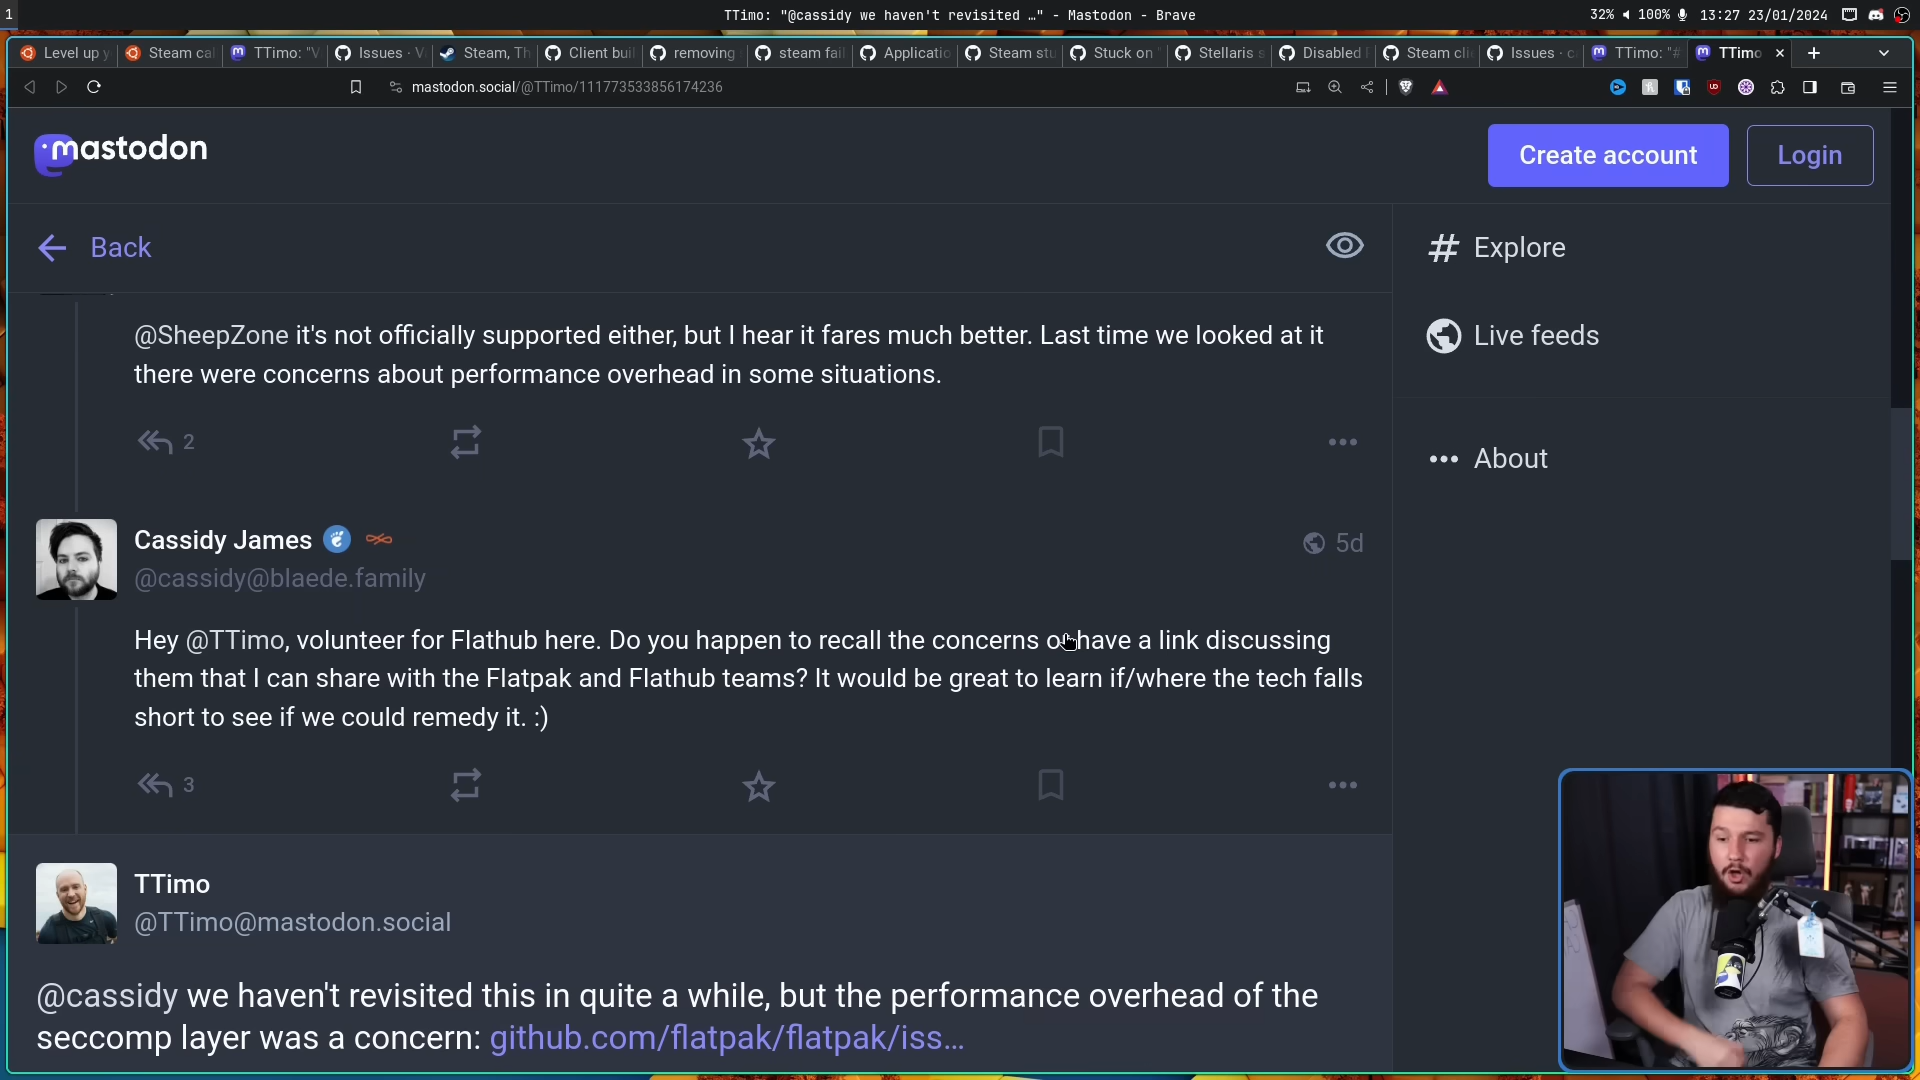 1
TTimo: "@cassidy we haven't revisited …" - Mastodon - Brave
32% 100% 13:27 23/01/2024
Level up y
Steam cal
TTimo: "V
Issues · V
Steam, Th
Client buil
removing
steam fail
Applicatio
Steam stu
Stuck on "
Stellaris s
Disabled
Steam clie
Issues · c
TTimo: "#
TTimo
mastodon.social/@TTimo/111773533856174236
mastodon
Create account
Login
Back
Explore
Live feeds
About
@SheepZone it's not officially supported either, but I hear it fares much better. Last time we looked at it
there were concerns about performance overhead in some situations.
2
Cassidy James
5d
@cassidy@blaede.family
Hey @TTimo, volunteer for Flathub here. Do you happen to recall the concerns or have a link discussing
them that I can share with the Flatpak and Flathub teams? It would be great to learn if/where the tech falls
short to see if we could remedy it. :)
3
TTimo
@TTimo@mastodon.social
@cassidy we haven't revisited this in quite a while, but the performance overhead of the
seccomp layer was a concern: github.com/flatpak/flatpak/iss…